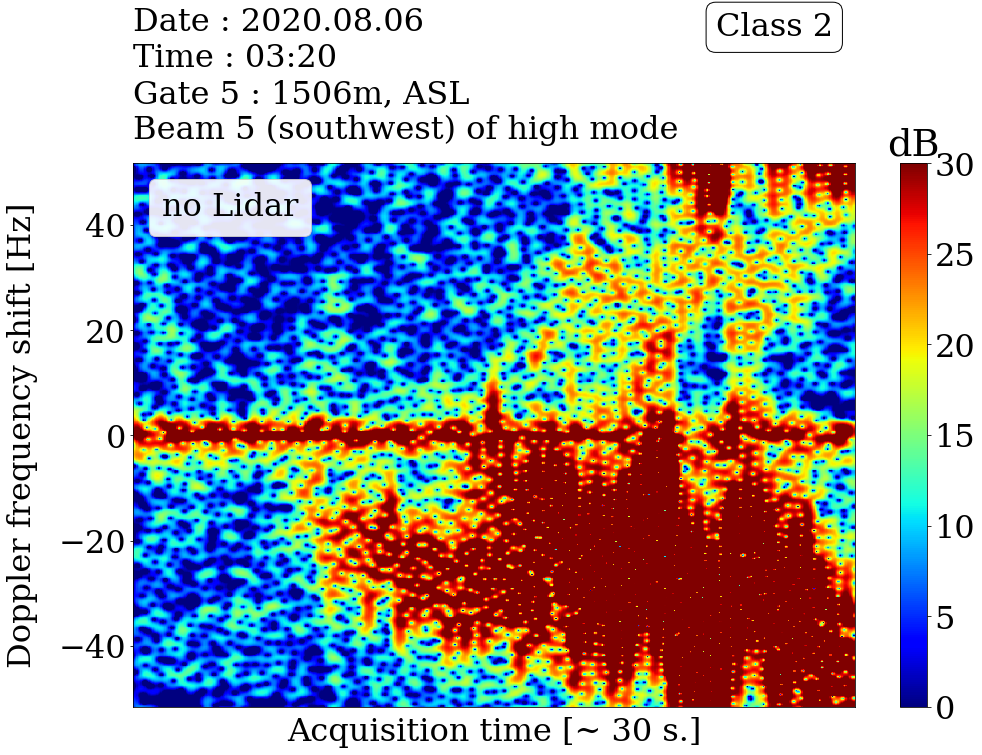 Date : 2020.08.06
Time : 03:20
Gate 5 : 1506m, ASL
Beam 5 (southwest) of high mode
Class 2
dB
no Lidar
Doppler frequency shift [Hz]
40
20
0
−20
−40
30
25
20
15
10
5
0
Acquisition time [~ 30 s.]